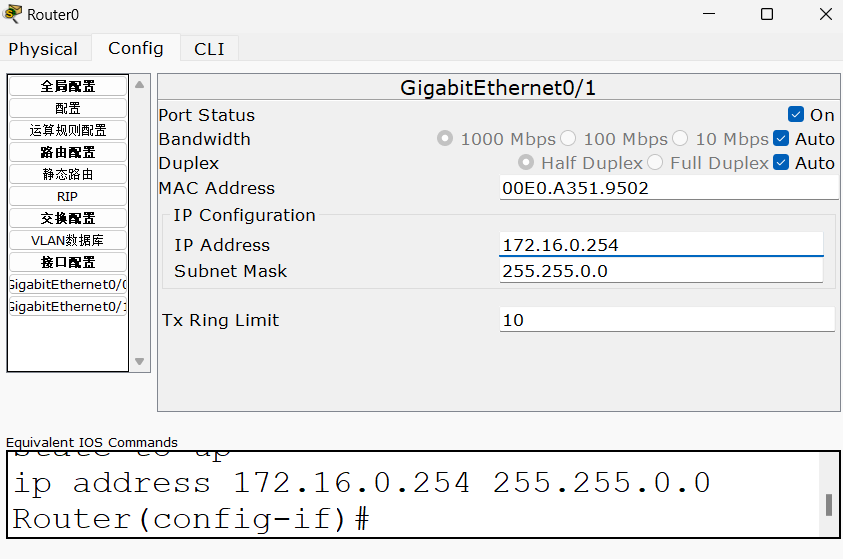 Router0
Physical Config CLI
全局配置
配置
运算规则配置
路由配置
静态路由
RIP
交换配置
VLAN数据库
接口配置
GigabitEthernet0/0
GigabitEthernet0/1
GigabitEthernet0/1
Port Status On
Bandwidth 1000 Mbps 100 Mbps 10 Mbps Auto
Duplex Half Duplex Full Duplex Auto
MAC Address 00E0.A351.9502
IP Configuration
IP Address 172.16.0.254
Subnet Mask 255.255.0.0
Tx Ring Limit 10
Equivalent IOS Commands
state to up
ip address 172.16.0.254 255.255.0.0
Router(config-if)#